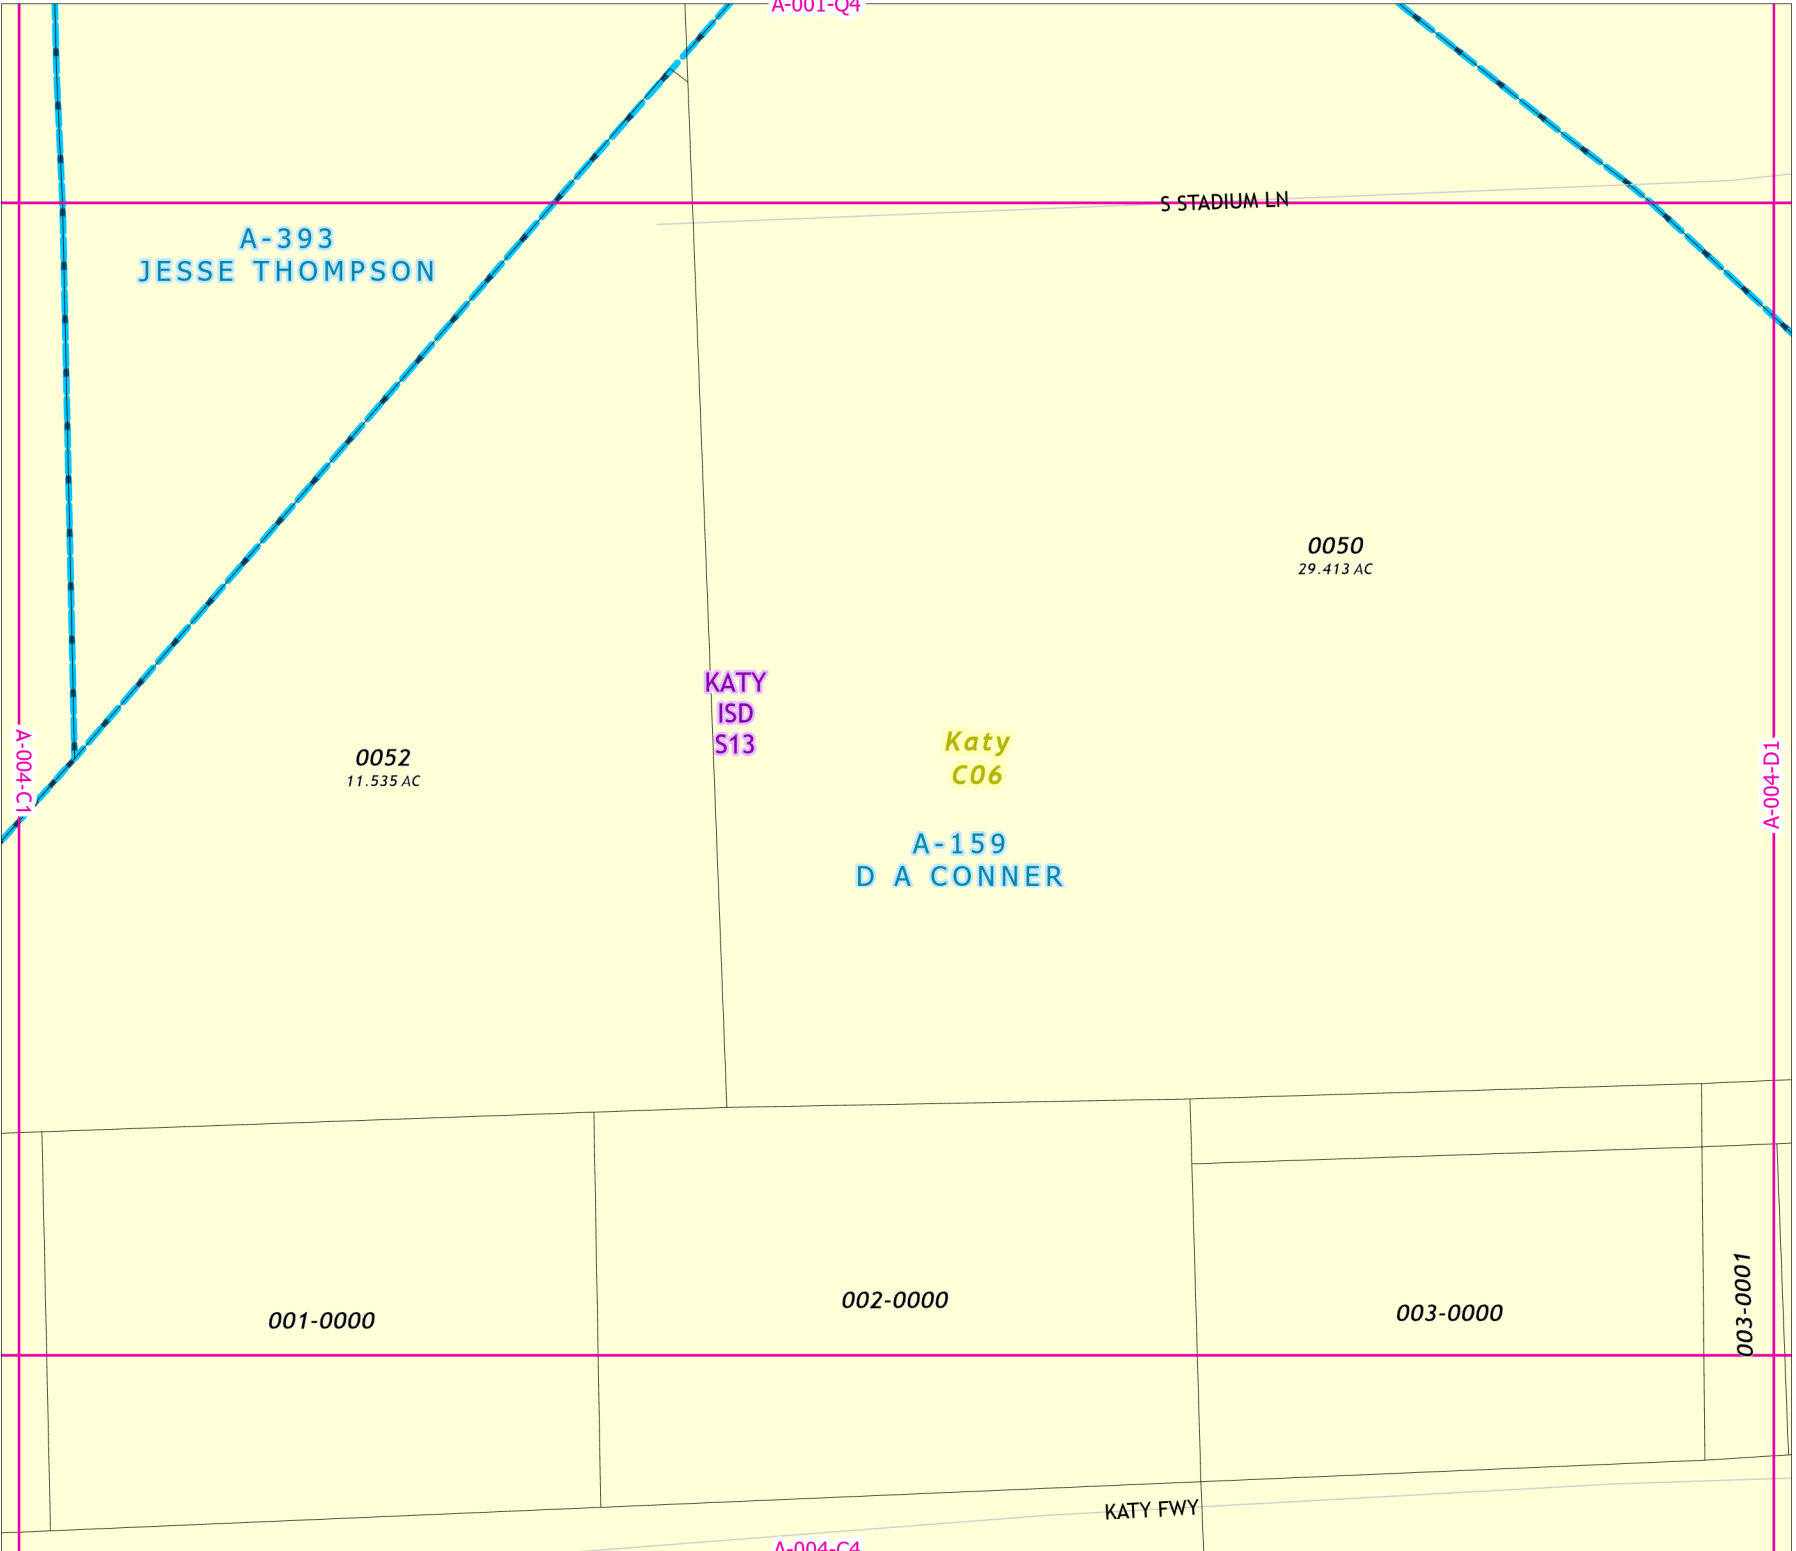 A-001-Q4
S STADIUM LN
A-393
JESSE THOMPSON
0050
29.413 AC
KATY
ISD
S13
Katy
C06
0052
11.535 AC
A-004-C1
A-004-D1
A-159
D A CONNER
001-0000
002-0000
003-0000
003-0001
KATY FWY
A-004-C4